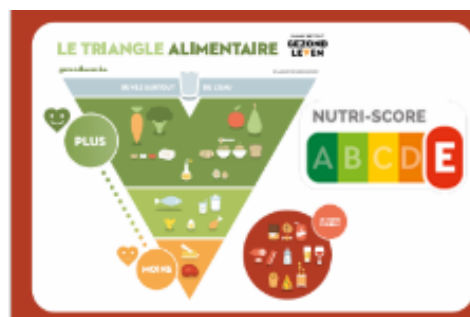 LE TRIANGLE ALIMENTAIRE
GEZOND
LEVEN
BUVEZ SURTOUT DE L'EAU
PLUS
MOINS
NUTRI-SCORE
A B C D E